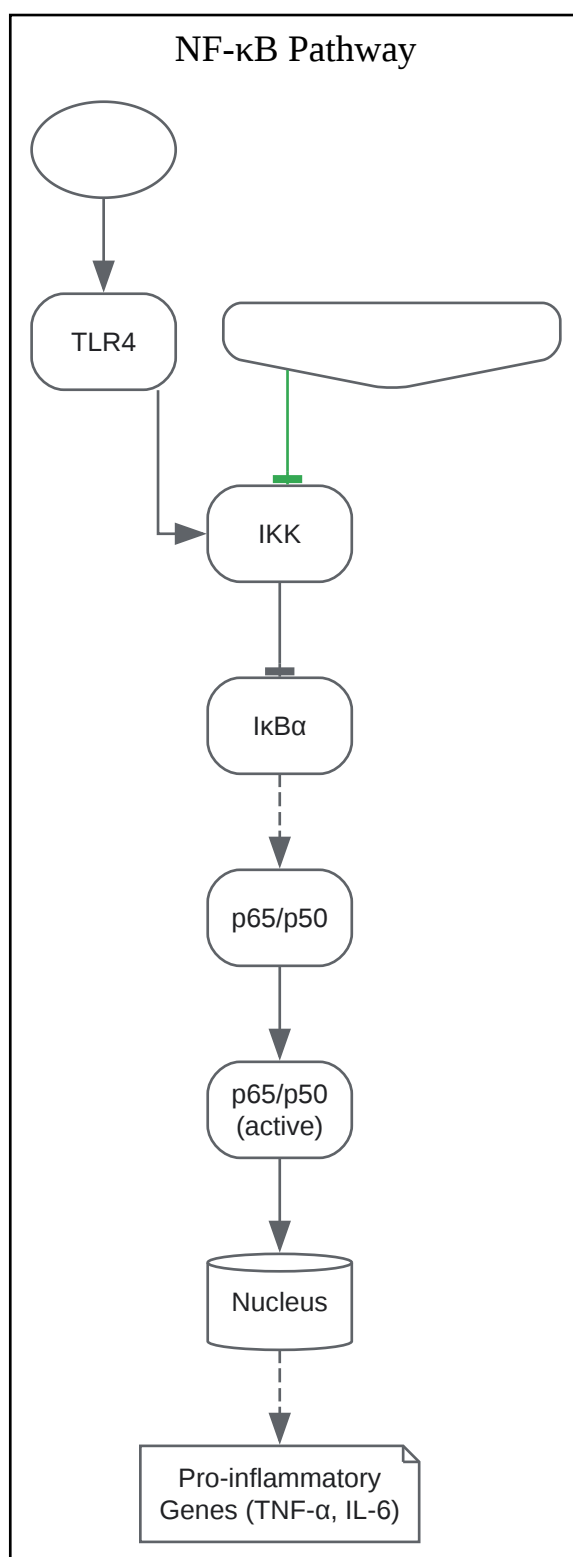 NF-κB Pathway
TLR4
IKK
IκBα
p65/p50
p65/p50
(active)
Nucleus
Pro-inflammatory
Genes (TNF-α, IL-6)